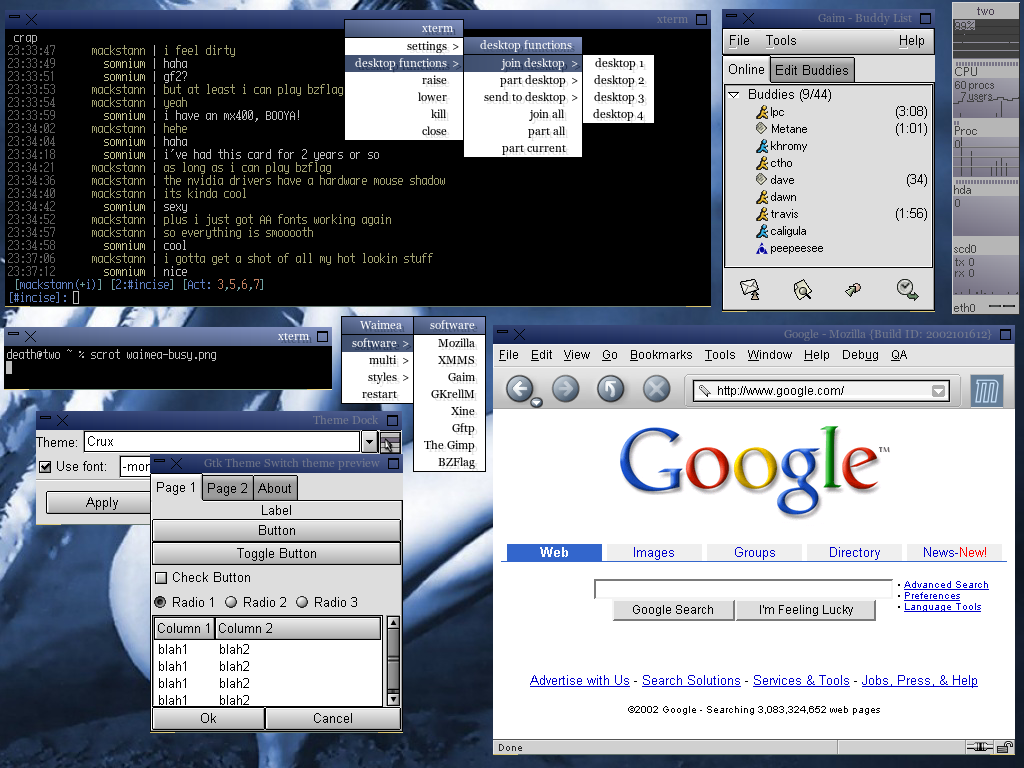 xterm
crap
23:33:47 mackstann | i feel dirty
23:33:49 somnium | haha
23:33:51 somnium | gf2?
23:33:53 mackstann | but at least i can play bzflag
23:33:54 mackstann | yeah
23:33:59 somnium | i have an mx400, BOOYA!
23:34:02 mackstann | hehe
23:34:04 somnium | haha
23:34:18 somnium | i've had this card for 2 years or so
23:34:21 mackstann | as long as i can play bzflag
23:34:36 mackstann | the nvidia drivers have a hardware mouse shadow
23:34:40 mackstann | its kinda cool
23:34:42 somnium | sexy
23:34:52 mackstann | plus i just got AA fonts working again
23:34:57 mackstann | so everything is smooooth
23:34:58 somnium | cool
23:37:06 mackstann | i gotta get a shot of all my hot lookin stuff
23:37:12 somnium | nice
[mackstann(+i)] [2:#incise] [Act: 3,5,6,7]
[#incise]:
xterm
settings >
desktop functions >
raise
lower
kill
close
desktop functions
join desktop >
part desktop >
send to desktop >
join all
part all
part current
desktop 1
desktop 2
desktop 3
desktop 4
Gaim - Buddy List
File Tools Help
Online Edit Buddies
Buddies (9/44)
lpc (3:08)
Metane (1:01)
khromy
ctho
dave (34)
dawn
travis (1:56)
caligula
peepeesee
two
99%
CPU
60 procs
7 users
Proc
0
hda
0
scd0
tx 0
rx 0
eth0
xterm
death@two ~ % scrot waimea-busy.png
Waimea
software >
multi >
styles >
restart
software
Mozilla
XMMS
Gaim
GKrellM
Xine
Gftp
The Gimp
BZFlag
Theme Dock
Theme: Crux
Use font: -mon
Apply
Gtk Theme Switch theme preview
Page 1 Page 2 About
Label
Button
Toggle Button
Check Button
Radio 1 Radio 2 Radio 3
Column 1 Column 2
blah1 blah2
blah1 blah2
blah1 blah2
blah1 blah2
Ok Cancel
Google - Mozilla {Build ID: 2002101612}
File Edit View Go Bookmarks Tools Window Help Debug QA
http://www.google.com/
m
Google™
Web Images Groups Directory News-New!
• Advanced Search
• Preferences
• Language Tools
Google Search I'm Feeling Lucky
Advertise with Us - Search Solutions - Services & Tools - Jobs, Press, & Help
©2002 Google - Searching 3,083,324,652 web pages
Done